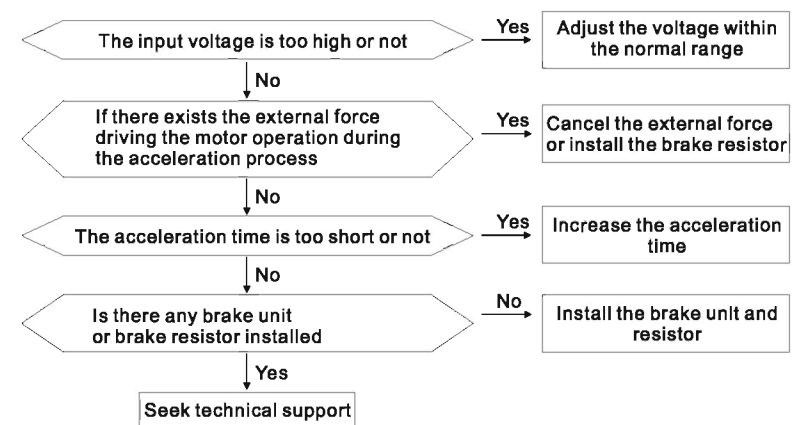 The input voltage is too high or not
Yes
Adjust the voltage within
the normal range
No
If there exists the external force
driving the motor operation during
the acceleration process
Yes
Cancel the external force
or install the brake resistor
No
The acceleration time is too short or not
Yes
Increase the acceleration
time
No
Is there any brake unit
or brake resistor installed
No
Install the brake unit and
resistor
Yes
Seek technical support